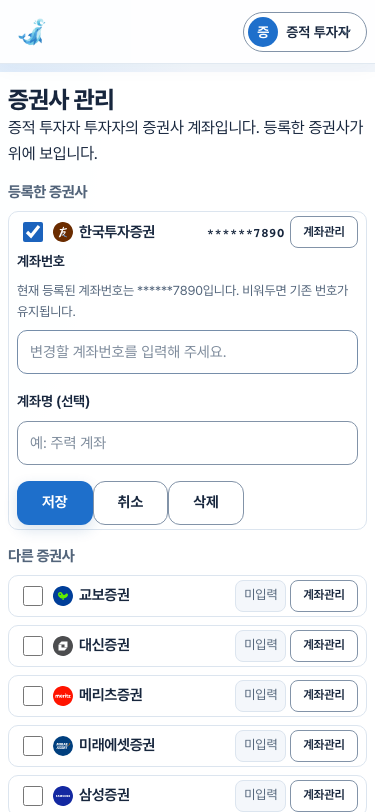 증 증적 투자자
증권사 관리
증적 투자자 투자자의 증권사 계좌입니다. 등록한 증권사가
위에 보입니다.
등록한 증권사
한국투자증권 ******7890 계좌관리
계좌번호
현재 등록된 계좌번호는 ******7890입니다. 비워두면 기존 번호가
유지됩니다.
변경할 계좌번호를 입력해 주세요.
계좌명 (선택)
예: 주력 계좌
저장 취소 삭제
다른 증권사
교보증권 미입력 계좌관리
대신증권 미입력 계좌관리
meritz 메리츠증권 미입력 계좌관리
미래에셋증권 미입력 계좌관리
삼성증권 미입력 계좌관리